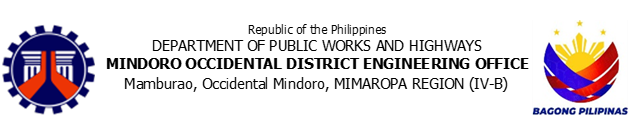 Republic of the Philippines
DEPARTMENT OF PUBLIC WORKS AND HIGHWAYS
MINDORO OCCIDENTAL DISTRICT ENGINEERING OFFICE
Mamburao, Occidental Mindoro, MIMAROPA REGION (IV-B)
BAGONG PILIPINAS